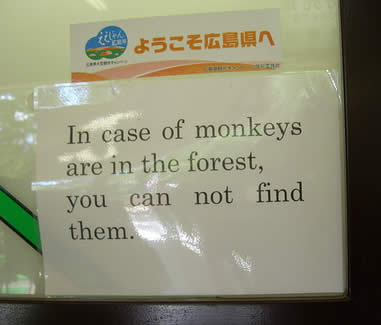 ようこそ広島県へ
In case of monkeys
are in the forest,
you can not find
them.